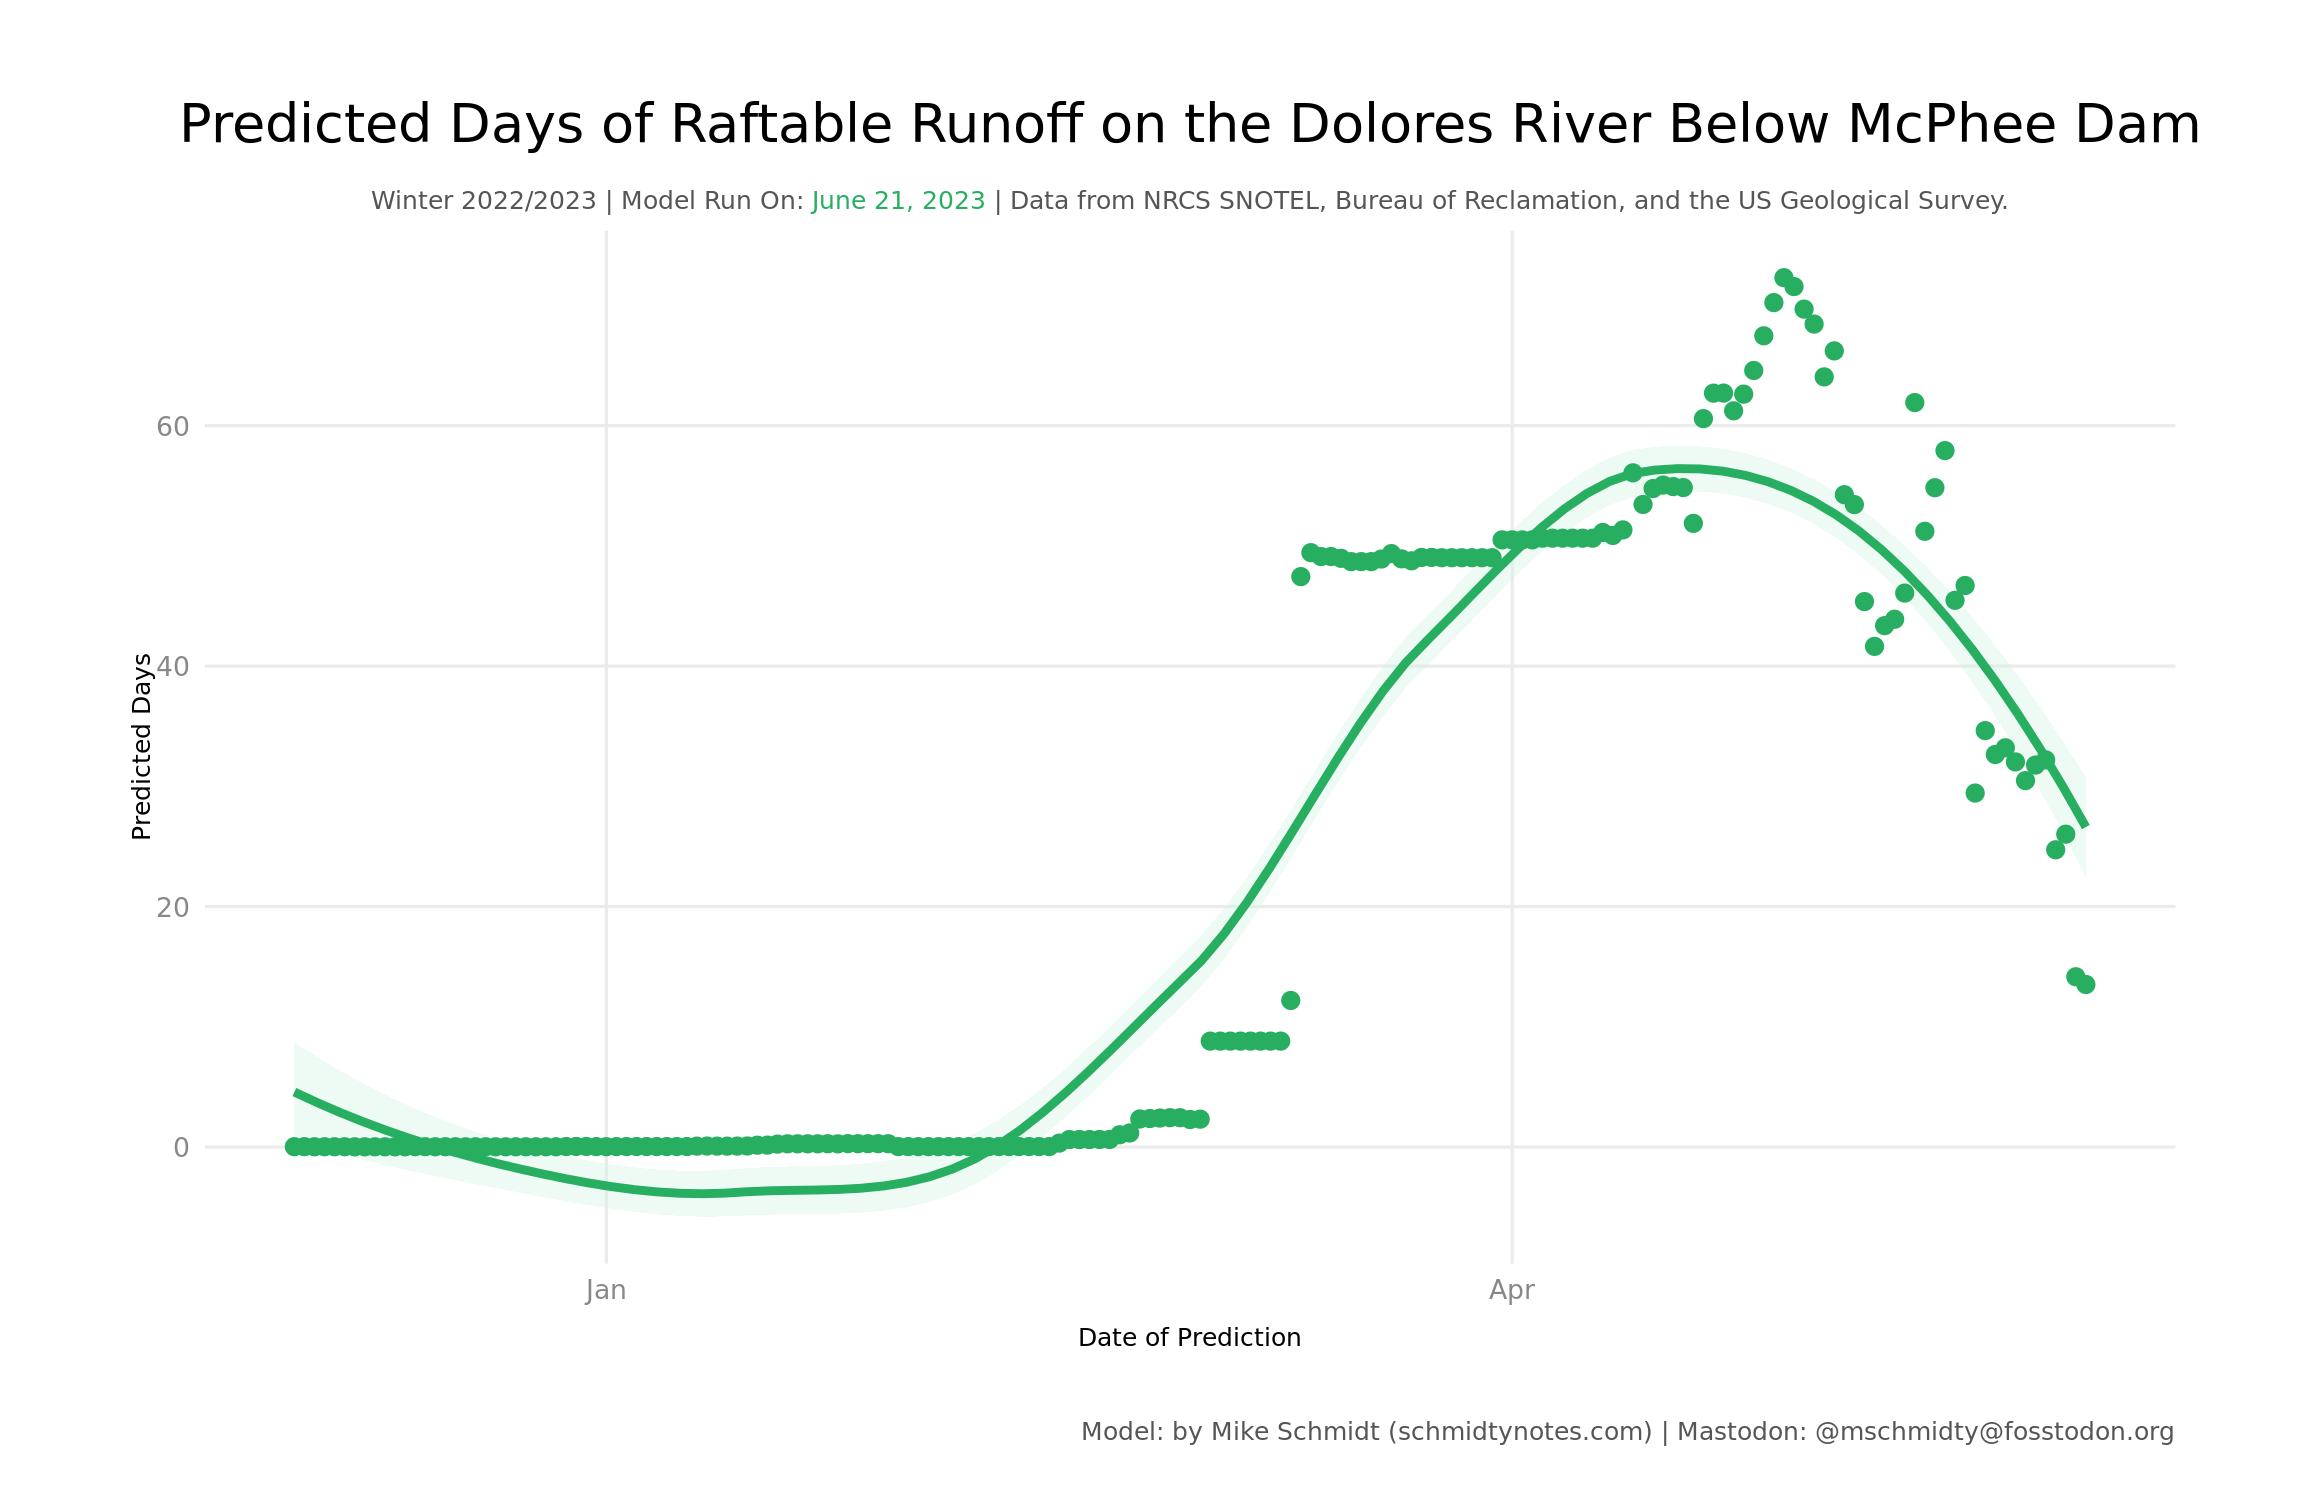 Predicted Days of Raftable Runoff on the Dolores River Below McPhee Dam
Winter 2022/2023 | Model Run On: June 21, 2023 | Data from NRCS SNOTEL, Bureau of Reclamation, and the US Geological Survey.
60
40
20
0
Predicted Days
Jan
Apr
Date of Prediction
Model: by Mike Schmidt (schmidtynotes.com) | Mastodon: @mschmidty@fosstodon.org